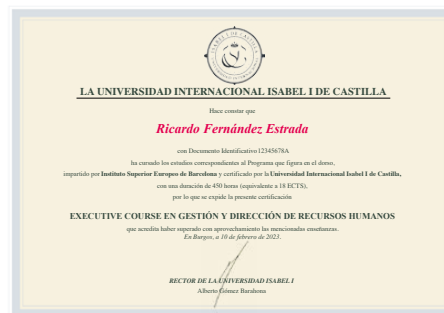 ISABEL I DE CASTILLA
LA UNIVERSIDAD INTERNACIONAL ISABEL I DE CASTILLA
Hace constar que
Ricardo Fernández Estrada
con Documento Identificativo 12345678A
ha cursado los estudios correspondientes al Programa que figura en el dorso,
impartido por Instituto Superior Europeo de Barcelona y certificado por la Universidad Internacional Isabel I de Castilla,
con una duración de 450 horas (equivalente a 18 ECTS),
por lo que se expide la presente certificación
EXECUTIVE COURSE EN GESTIÓN Y DIRECCIÓN DE RECURSOS HUMANOS
que acredita haber superado con aprovechamiento las mencionadas enseñanzas.
En Burgos, a 10 de febrero de 2023.
RECTOR DE LA UNIVERSIDAD ISABEL I
Alberto Gómez Barahona